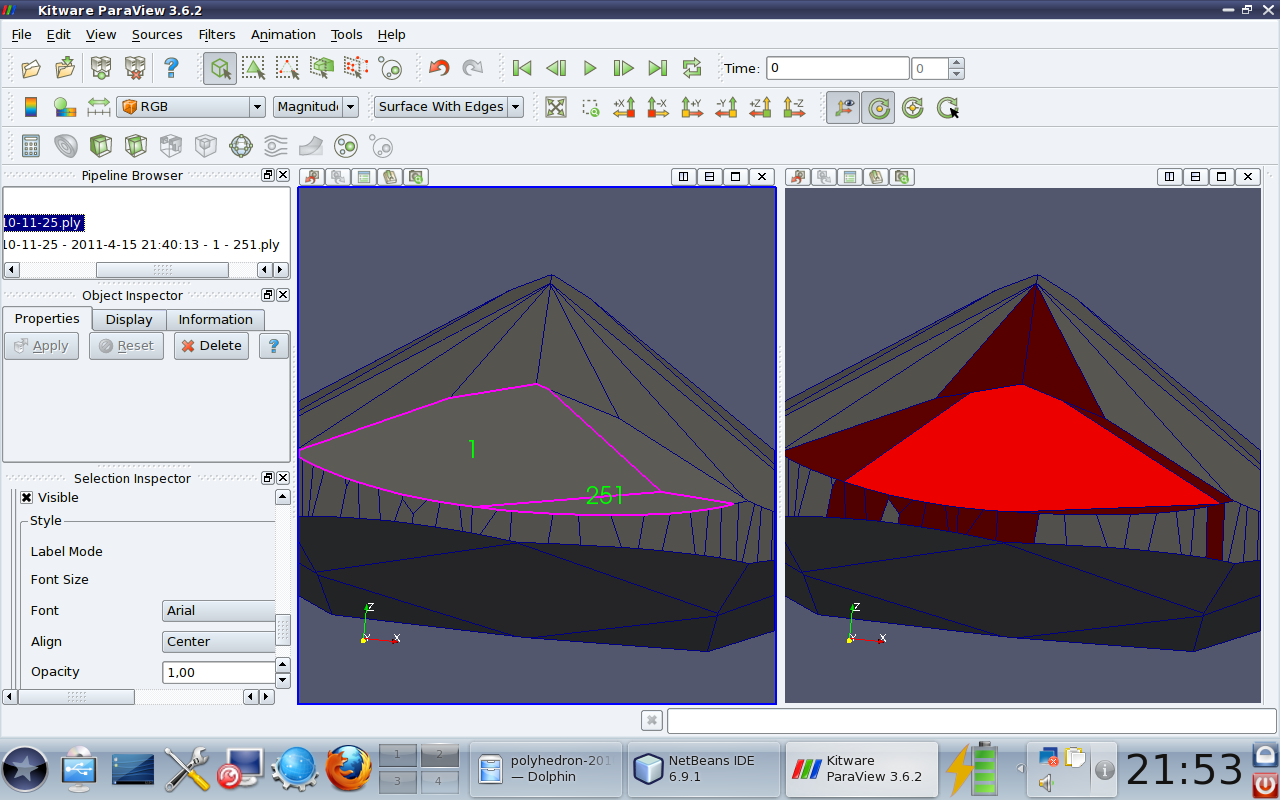 Kitware ParaView 3.6.2
File Edit View Sources Filters Animation Tools Help
Time: 0 0
RGB Magnitud Surface With Edges
+X -X +Y -Y +Z -Z
Pipeline Browser
10-11-25.ply
10-11-25 - 2011-4-15 21:40:13 - 1 - 251.ply
Object Inspector
Properties Display Information
Apply Reset Delete ?
Selection Inspector
Visible
Style
Label Mode
Font Size
Font Arial
Align Center
Opacity 1,00
1
251
Z
Y X
Z
Y X
1 2
3 4
polyhedron-201
— Dolphin
NetBeans IDE
6.9.1
Kitware
ParaView 3.6.2
21:53